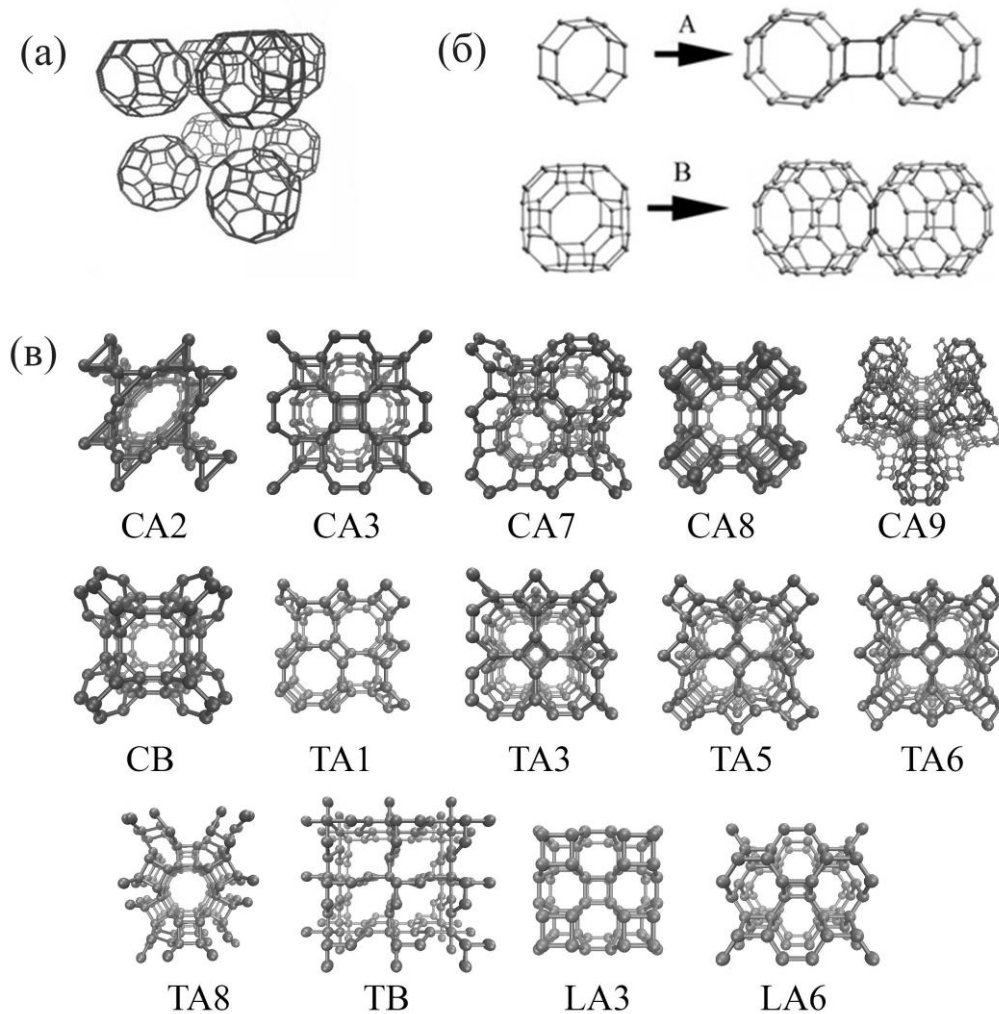 (а)
(б)
A
B
(в)
CA2 CA3 CA7 CA8 CA9
CB TA1 TA3 TA5 TA6
TA8 TB LA3 LA6